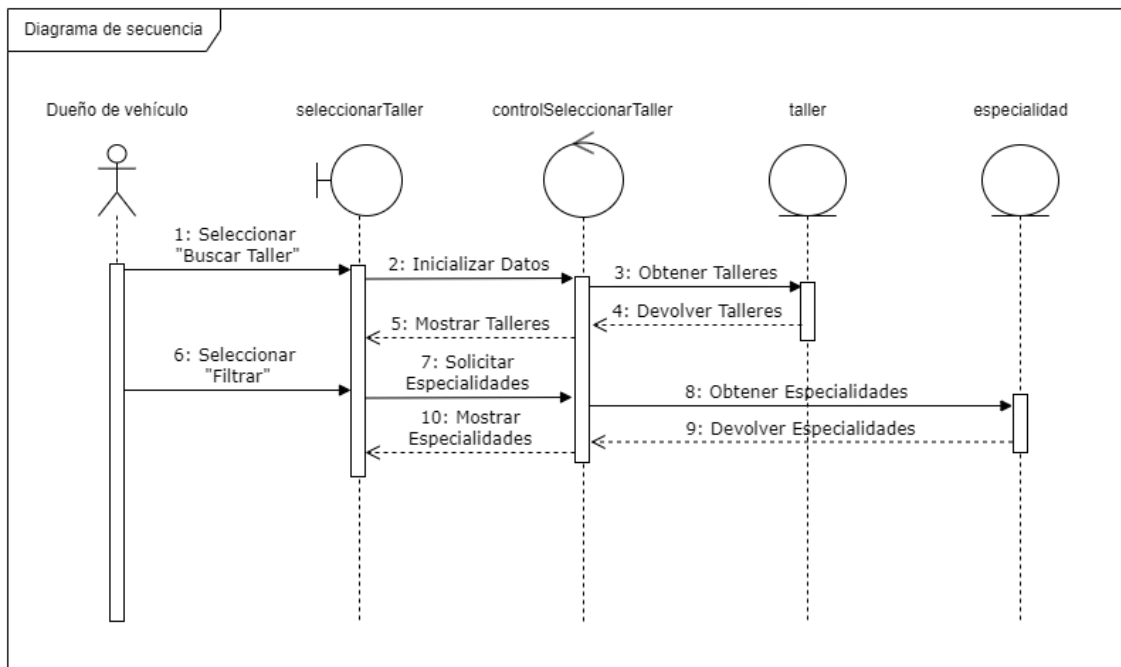 Diagrama de secuencia
Dueño de vehículo
seleccionarTaller
controlSeleccionarTaller
taller
especialidad
1: Seleccionar
"Buscar Taller"
2: Inicializar Datos
3: Obtener Talleres
4: Devolver Talleres
5: Mostrar Talleres
6: Seleccionar
"Filtrar"
7: Solicitar
Especialidades
8: Obtener Especialidades
9: Devolver Especialidades
10: Mostrar
Especialidades